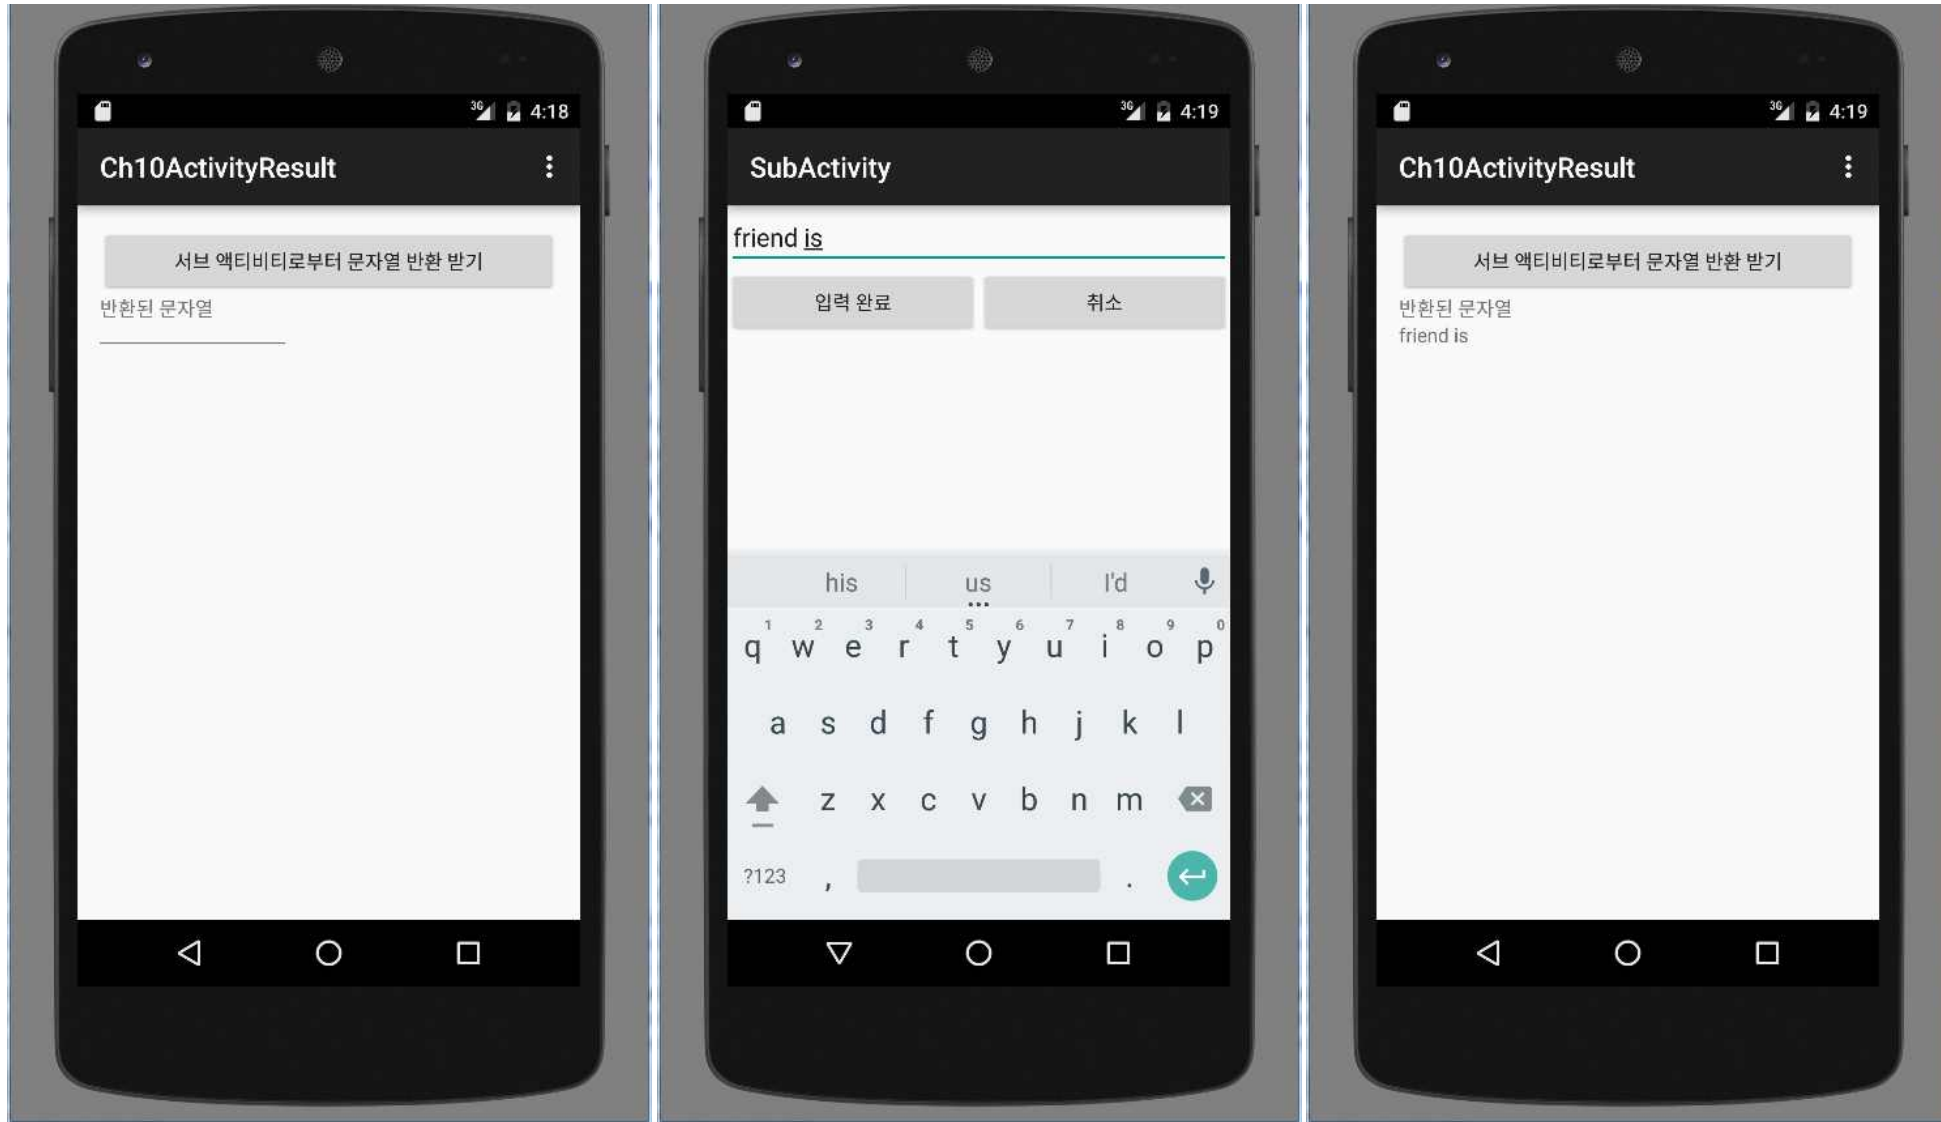 3G 4:18
Ch10ActivityResult
서브 액티비티로부터 문자열 반환 받기
반환된 문자열
3G 4:19
SubActivity
friend is
입력 완료 취소
his us I'd
1 2 3 4 5 6 7 8 9 0
q w e r t y u i o p
a s d f g h j k l
z x c v b n m
?123 , .
3G 4:19
Ch10ActivityResult
서브 액티비티로부터 문자열 반환 받기
반환된 문자열
friend is